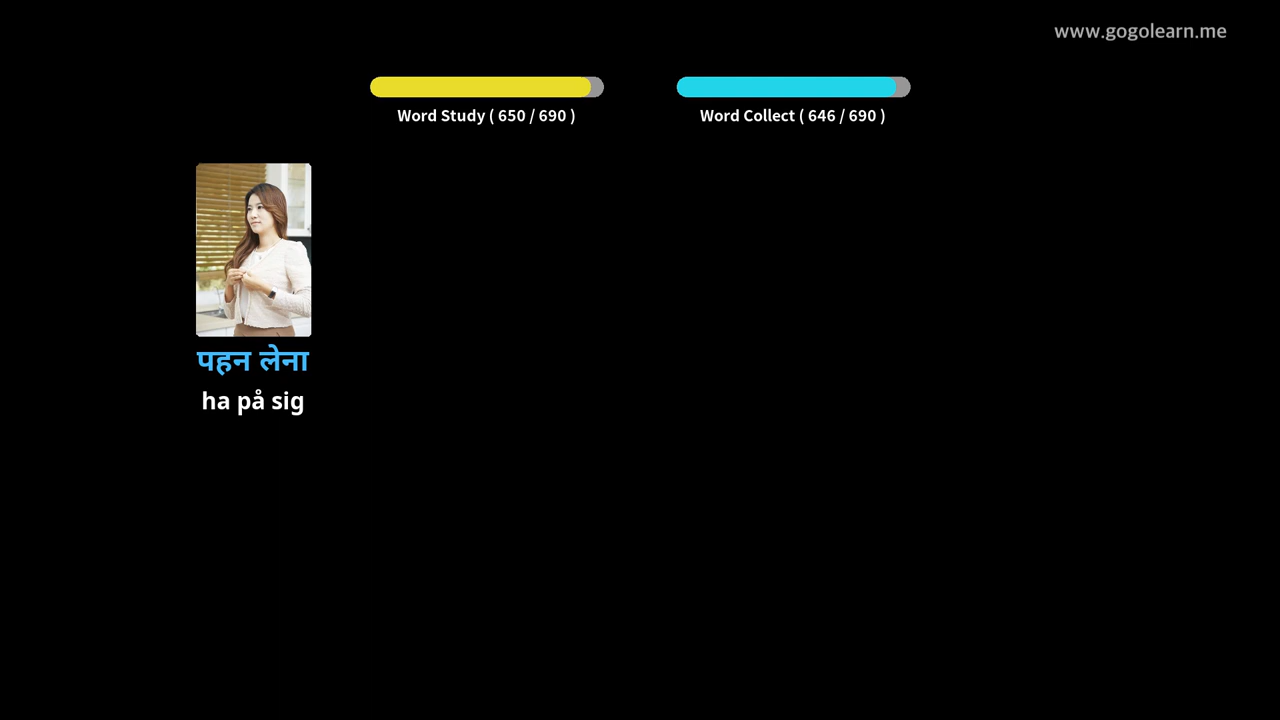 www.gogolearn.me
Word Study ( 650 / 690 )
Word Collect ( 646 / 690 )
पहन लेना
ha på sig